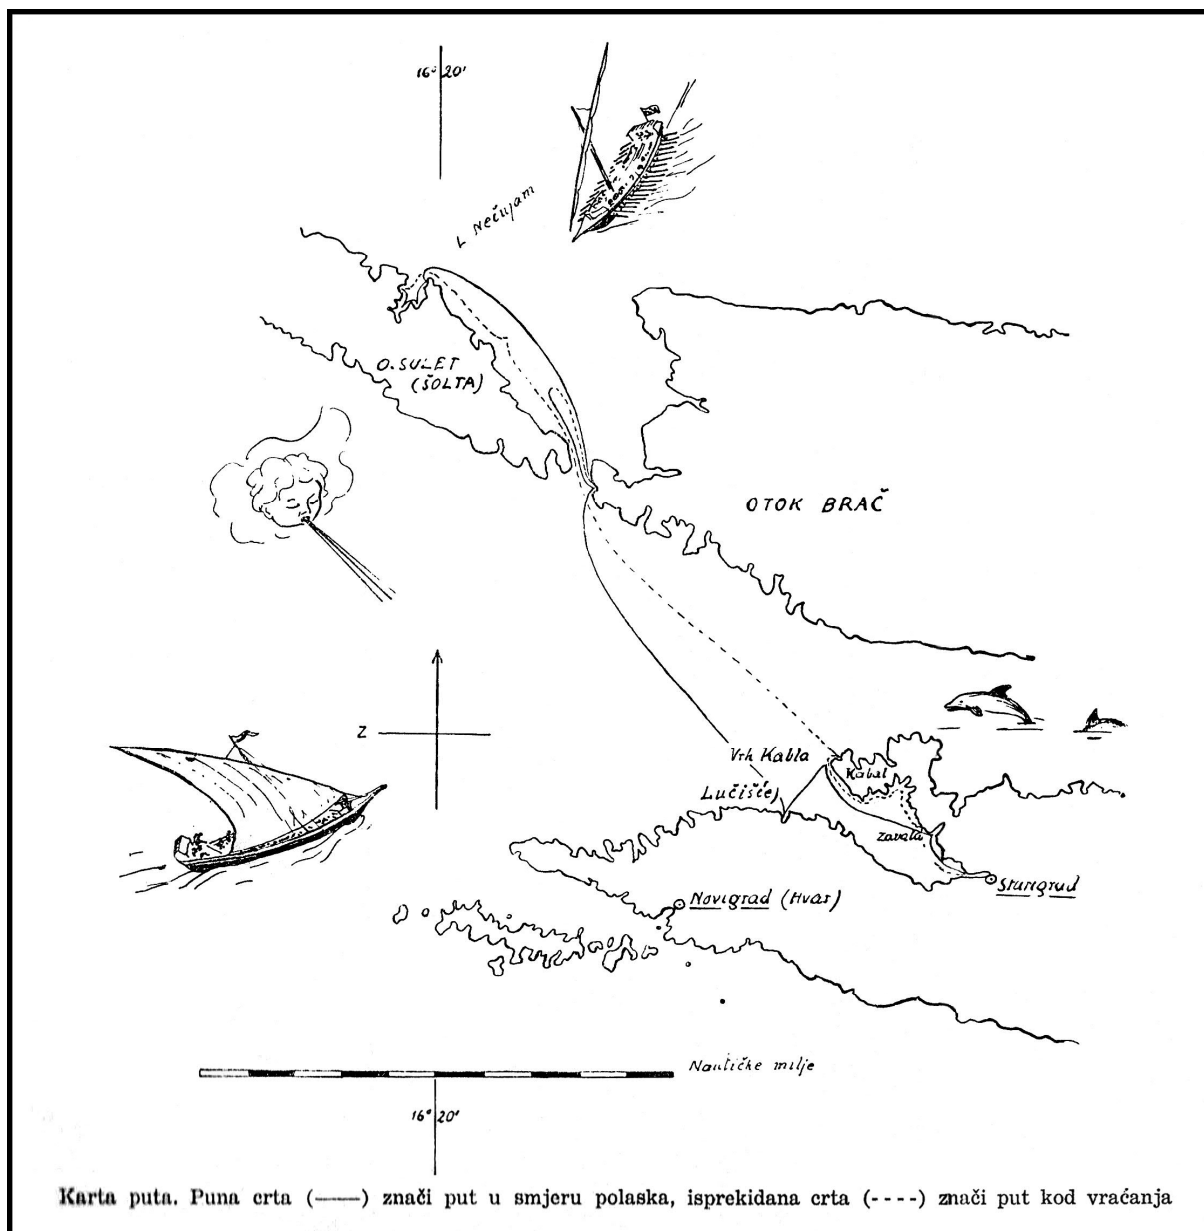 16° 20'
L Nečujam
O. SULET
(ŠOLTA)
OTOK BRAČ
Z
Vrh Kabla
Kabal
Lučišće
Zavala
Starigrad
Novigrad (Hvar)
Nautičke milje
16° 20'
Karta puta. Puna crta (——) znači put u smjeru polaska, isprekidana crta (----) znači put kod vraćanja